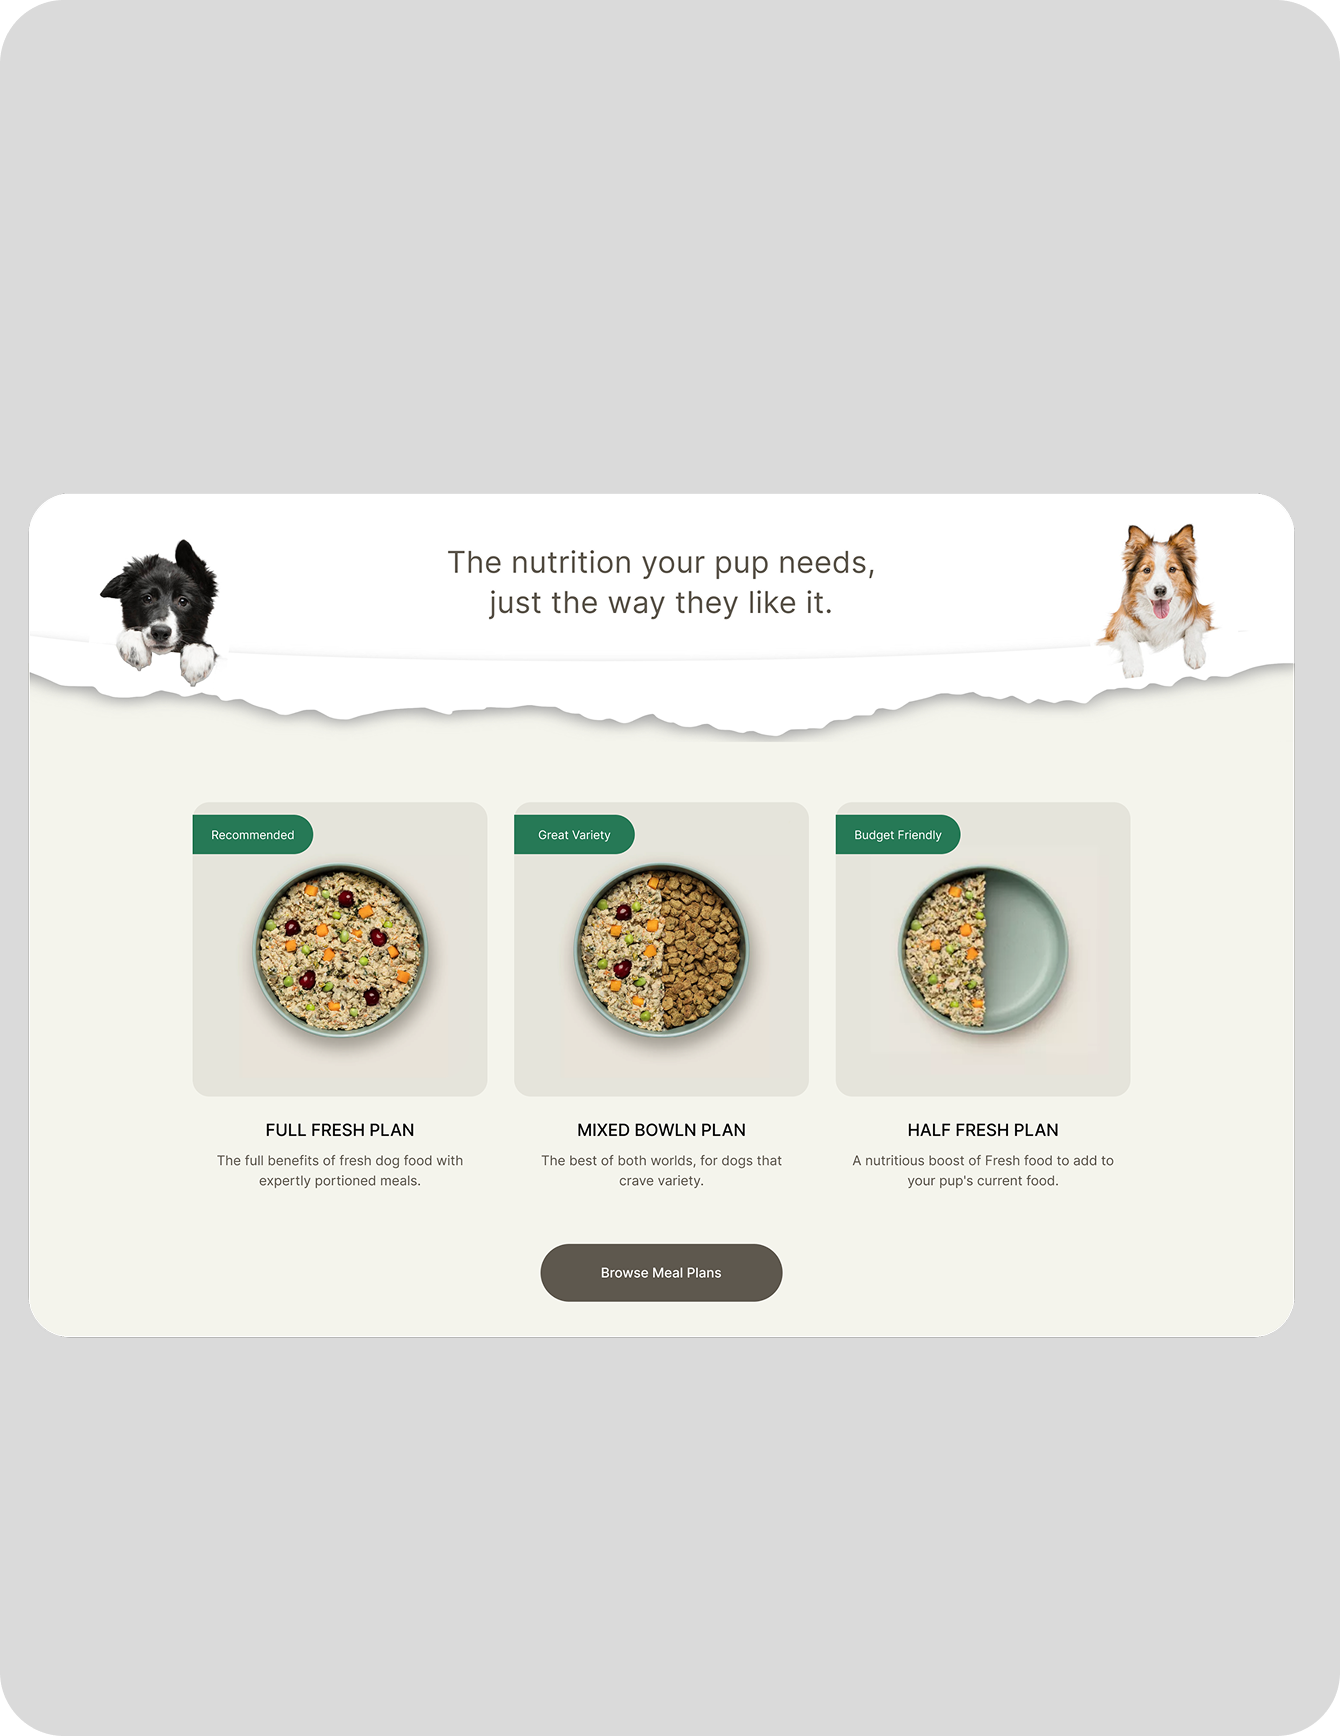 The nutrition your pup needs,
just the way they like it.
Recommended
Great Variety
Budget Friendly
FULL FRESH PLAN
The full benefits of fresh dog food with
expertly portioned meals.
MIXED BOWLN PLAN
The best of both worlds, for dogs that
crave variety.
HALF FRESH PLAN
A nutritious boost of Fresh food to add to
your pup's current food.
Browse Meal Plans